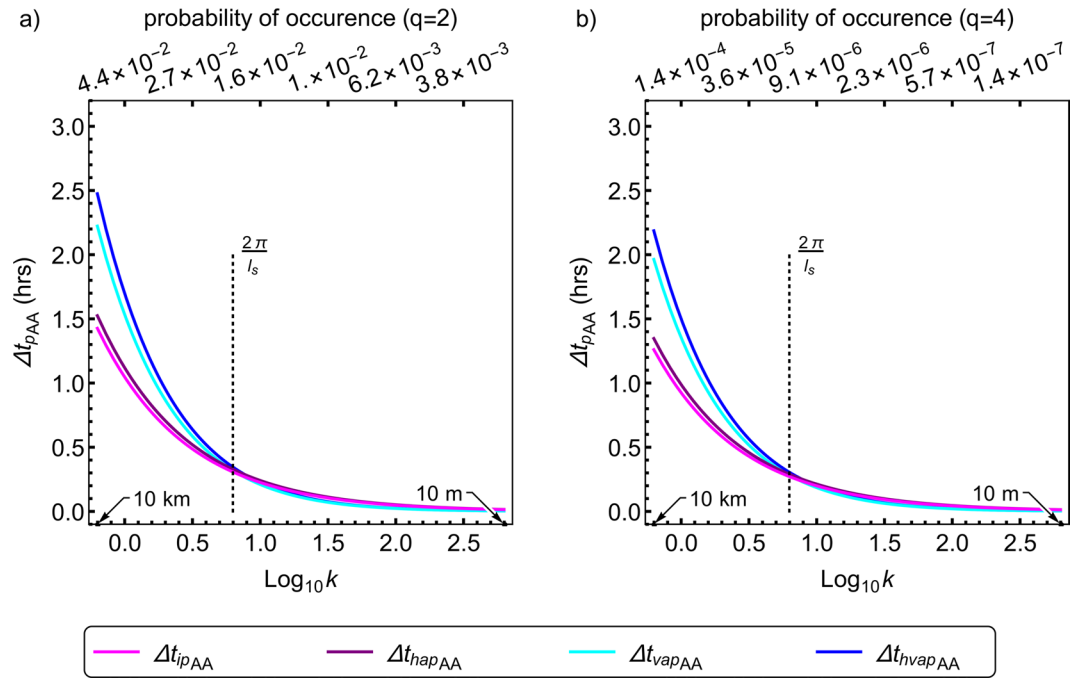 a) probability of occurence (q=2)
4.4×10⁻² 2.7×10⁻² 1.6×10⁻² 1.×10⁻² 6.2×10⁻³ 3.8×10⁻³
3.0
2.5
2.0
1.5
1.0
0.5
0.0
Δt_pAA (hrs)
2π
l_s
10 km
10 m
0.0 0.5 1.0 1.5 2.0 2.5
Log₁₀ k
b) probability of occurence (q=4)
1.4×10⁻⁴ 3.6×10⁻⁵ 9.1×10⁻⁶ 2.3×10⁻⁶ 5.7×10⁻⁷ 1.4×10⁻⁷
3.0
2.5
2.0
1.5
1.0
0.5
0.0
Δt_pAA (hrs)
2π
l_s
10 km
10 m
0.0 0.5 1.0 1.5 2.0 2.5
Log₁₀ k
Δt_ipAA Δt_hapAA Δt_vapAA Δt_hvapAA